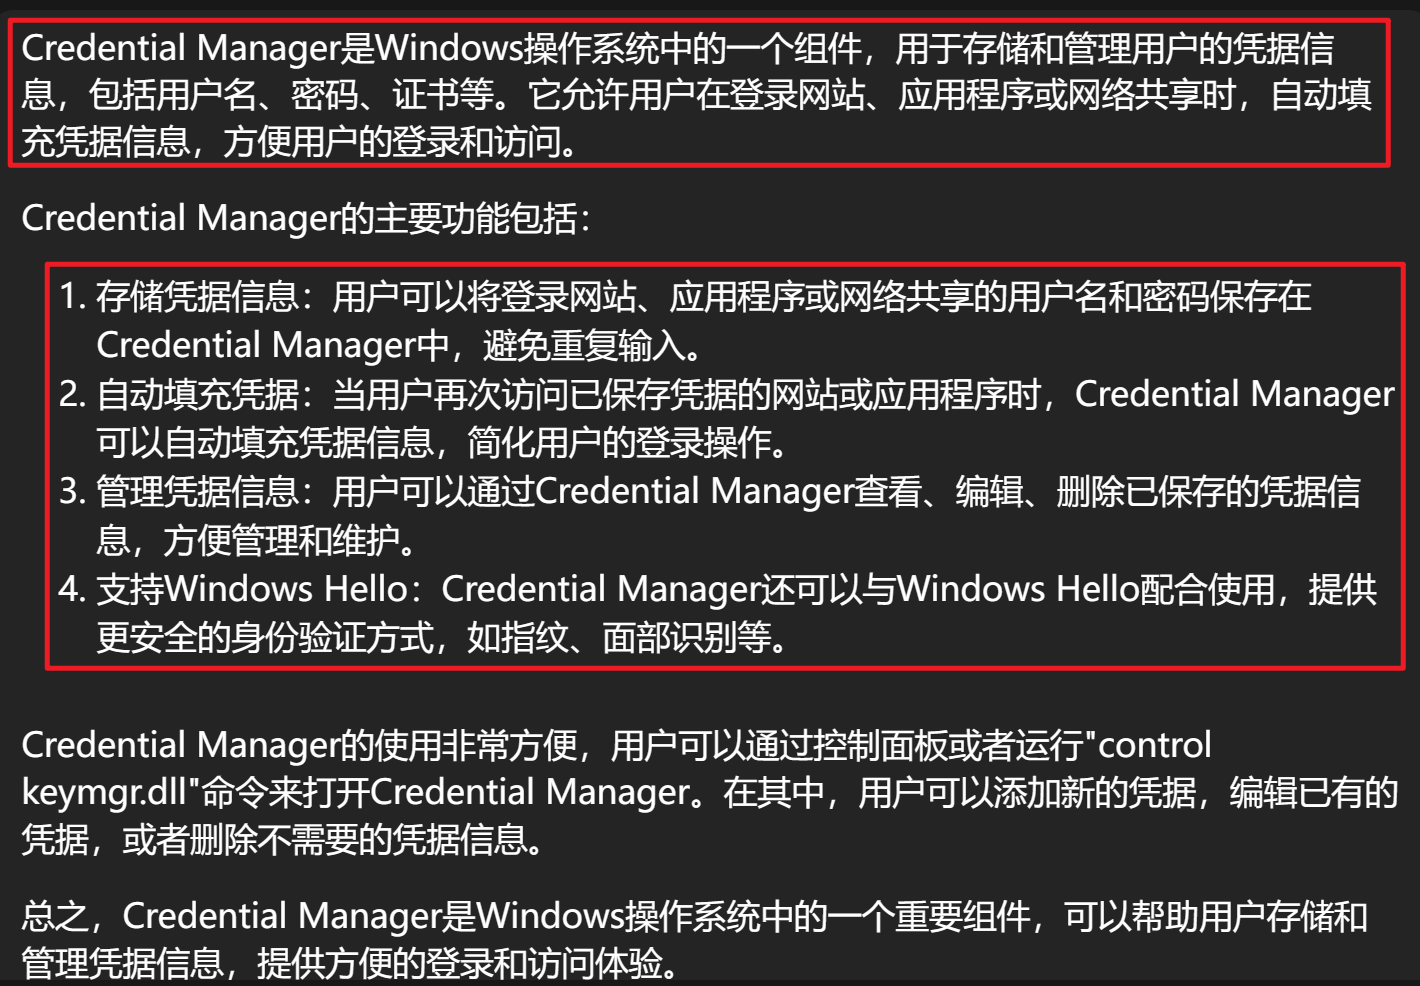 Credential Manager是Windows操作系统中的一个组件，用于存储和管理用户的凭据信
息，包括用户名、密码、证书等。它允许用户在登录网站、应用程序或网络共享时，自动填
充凭据信息，方便用户的登录和访问。
Credential Manager的主要功能包括：
1. 存储凭据信息：用户可以将登录网站、应用程序或网络共享的用户名和密码保存在
Credential Manager中，避免重复输入。
2. 自动填充凭据：当用户再次访问已保存凭据的网站或应用程序时，Credential Manager
可以自动填充凭据信息，简化用户的登录操作。
3. 管理凭据信息：用户可以通过Credential Manager查看、编辑、删除已保存的凭据信
息，方便管理和维护。
4. 支持Windows Hello：Credential Manager还可以与Windows Hello配合使用，提供
更安全的身份验证方式，如指纹、面部识别等。
Credential Manager的使用非常方便，用户可以通过控制面板或者运行"control
keymgr.dll"命令来打开Credential Manager。在其中，用户可以添加新的凭据，编辑已有的
凭据，或者删除不需要的凭据信息。
总之，Credential Manager是Windows操作系统中的一个重要组件，可以帮助用户存储和
管理凭据信息，提供方便的登录和访问体验。